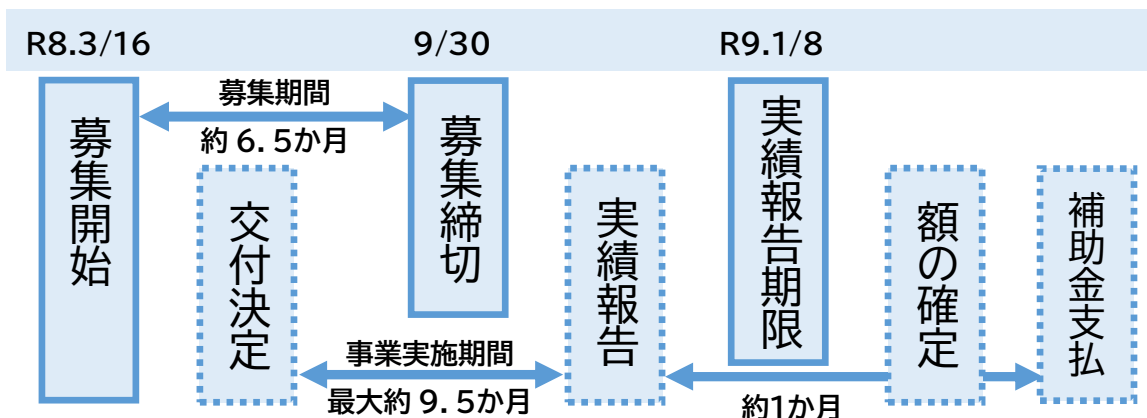 R8.3/16
9/30
R9.1/8
募集開始
募集期間
約6.5か月
交付決定
募集締切
事業実施期間
最大約9.5か月
実績報告
実績報告期限
約1か月
額の確定
補助金支払